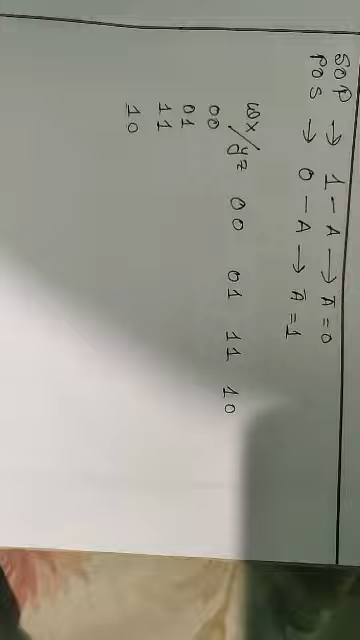 SOP → 1 - A → Ā = 0
POS → 0 - A → Ā = 1
wx/yz 00 01 11 10
00
01
11
10